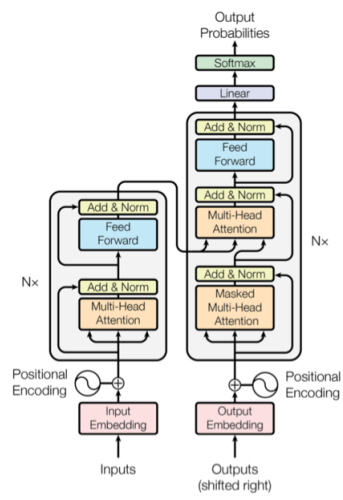 Output
Probabilities
Softmax
Linear
Add & Norm
Feed
Forward
Add & Norm
Multi-Head
Attention
Add & Norm
Masked
Multi-Head
Attention
Nx
Add & Norm
Feed
Forward
Add & Norm
Multi-Head
Attention
Nx
Positional
Encoding
Positional
Encoding
Input
Embedding
Output
Embedding
Inputs
Outputs
(shifted right)